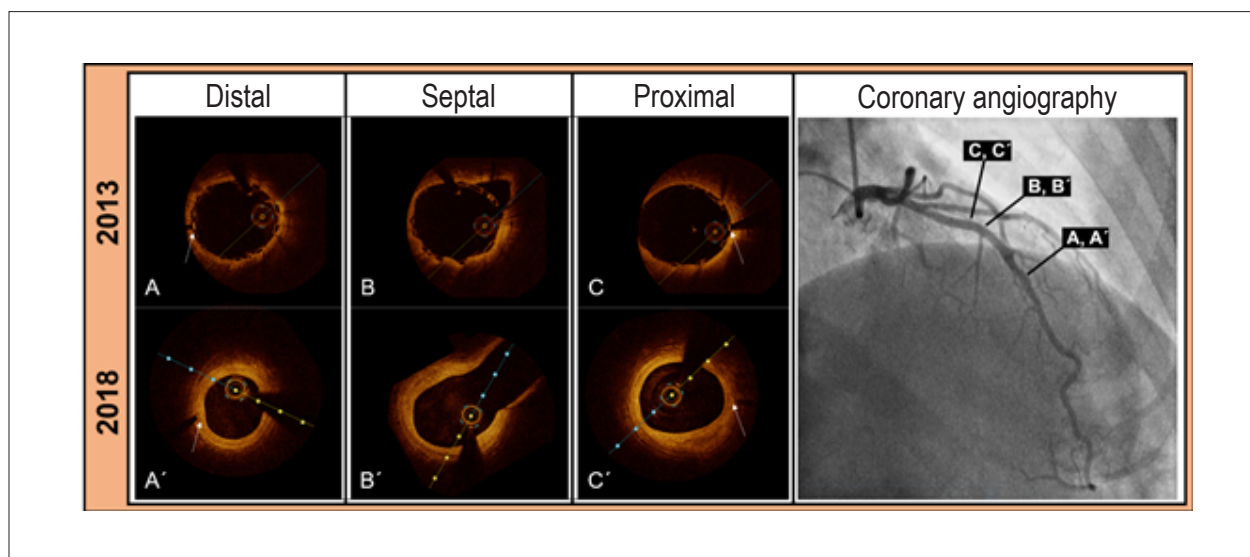 Distal
Septal
Proximal
Coronary angiography
2013
A
B
C
2018
A´
B´
C´
C, C´
B, B´
A, A´